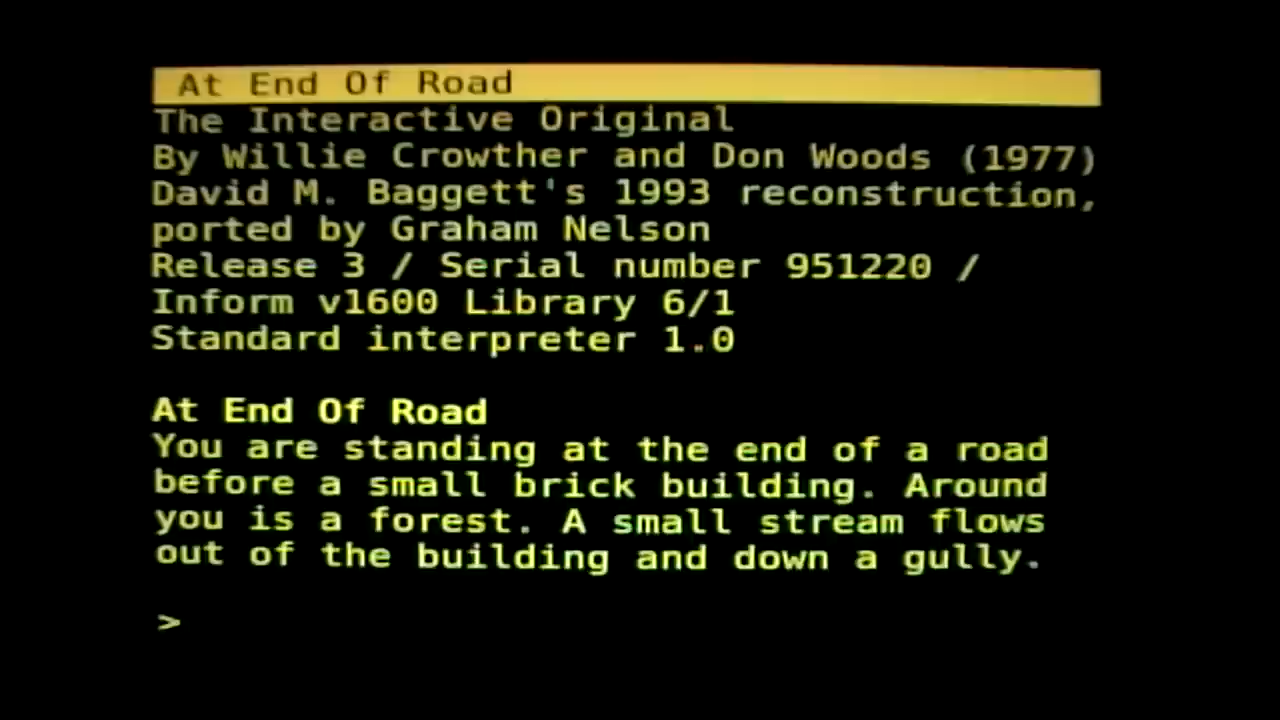 At End Of Road
The Interactive Original
By Willie Crowther and Don Woods (1977)
David M. Baggett's 1993 reconstruction,
ported by Graham Nelson
Release 3 / Serial number 951220 /
Inform v1600 Library 6/1
Standard interpreter 1.0
At End Of Road
You are standing at the end of a road
before a small brick building. Around
you is a forest. A small stream flows
out of the building and down a gully.
>